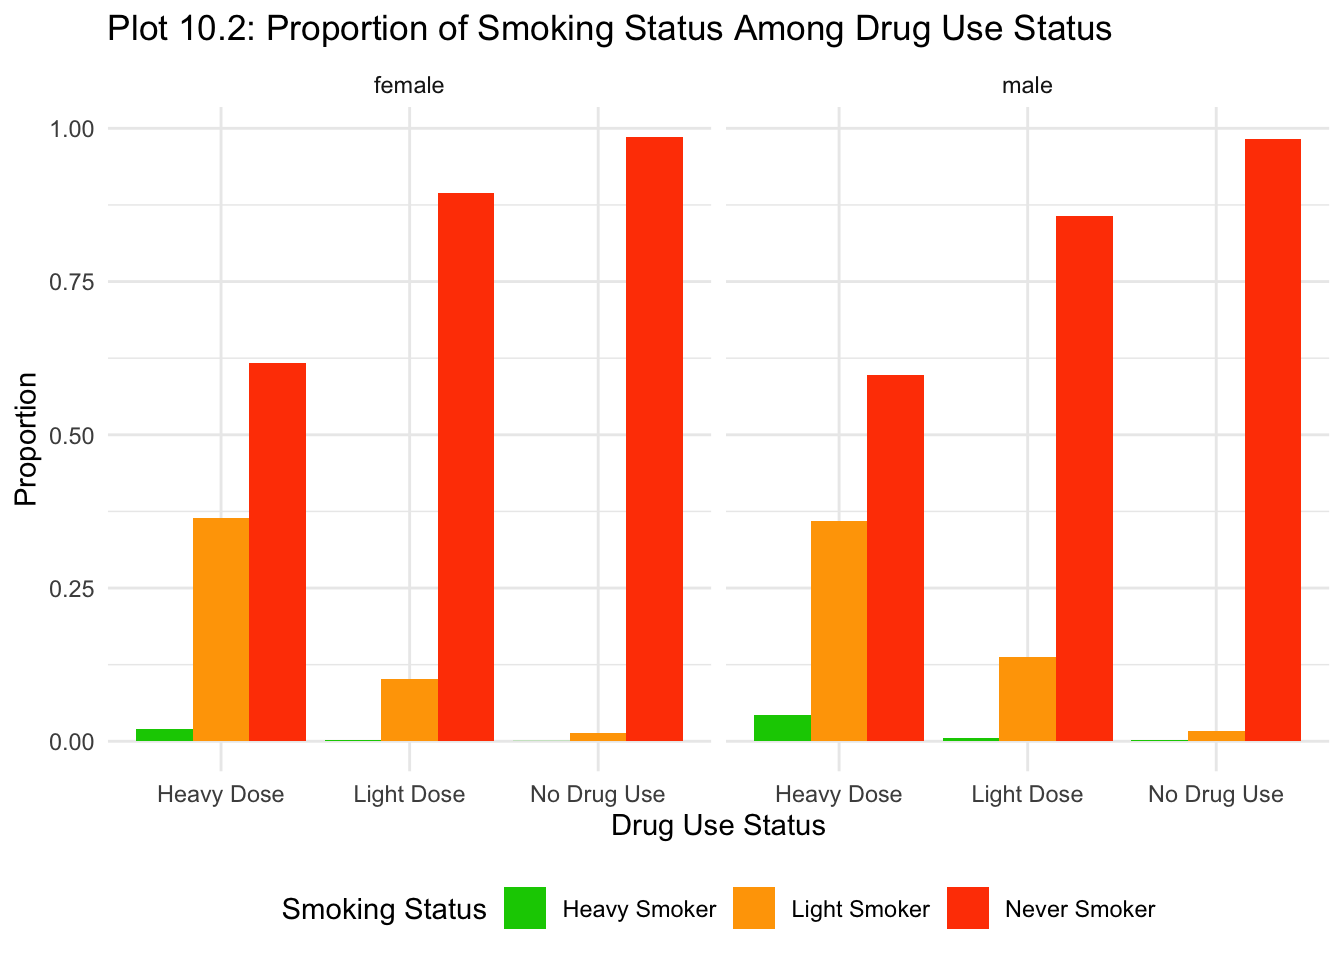 Plot 10.2: Proportion of Smoking Status Among Drug Use Status
female male
1.00
0.75
0.50
0.25
0.00
Proportion
Heavy Dose Light Dose No Drug Use Heavy Dose Light Dose No Drug Use
Drug Use Status
Smoking Status Heavy Smoker Light Smoker Never Smoker